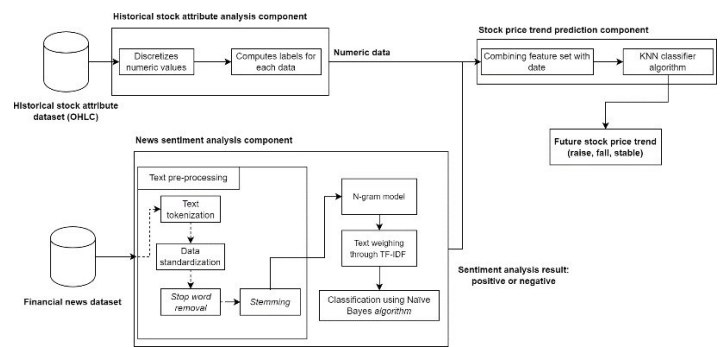 Historical stock attribute analysis component
Stock price trend prediction component
Discretizes
numeric values
Computes labels for
each data
Numeric data
Combining feature set with
date
KNN classifier
algorithm
Historical stock attribute
dataset (OHLC)
Future stock price trend
(raise, fall, stable)
News sentiment analysis component
Text pre-processing
Text
tokenization
Data
standardization
Stop word
removal
Stemming
N-gram model
Text weighing
through TF-IDF
Classification using Naïve
Bayes algorithm
Financial news dataset
Sentiment analysis result:
positive or negative